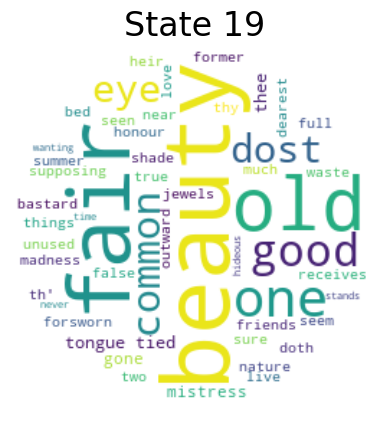 State 19
former
heir
love
eye
thee
dearest
bed
near
thy
seen
honour
full
wanting
summer
shade
dost
supposing
true
much
waste
fair
beauty
old
bastard
jewels
things
time
common
outward
good
unused
madness
false
hideous
receives
th'
never
one
stands
forsworn
friends
seem
tongue tied
sure
doth
gone
two
nature
live
mistress